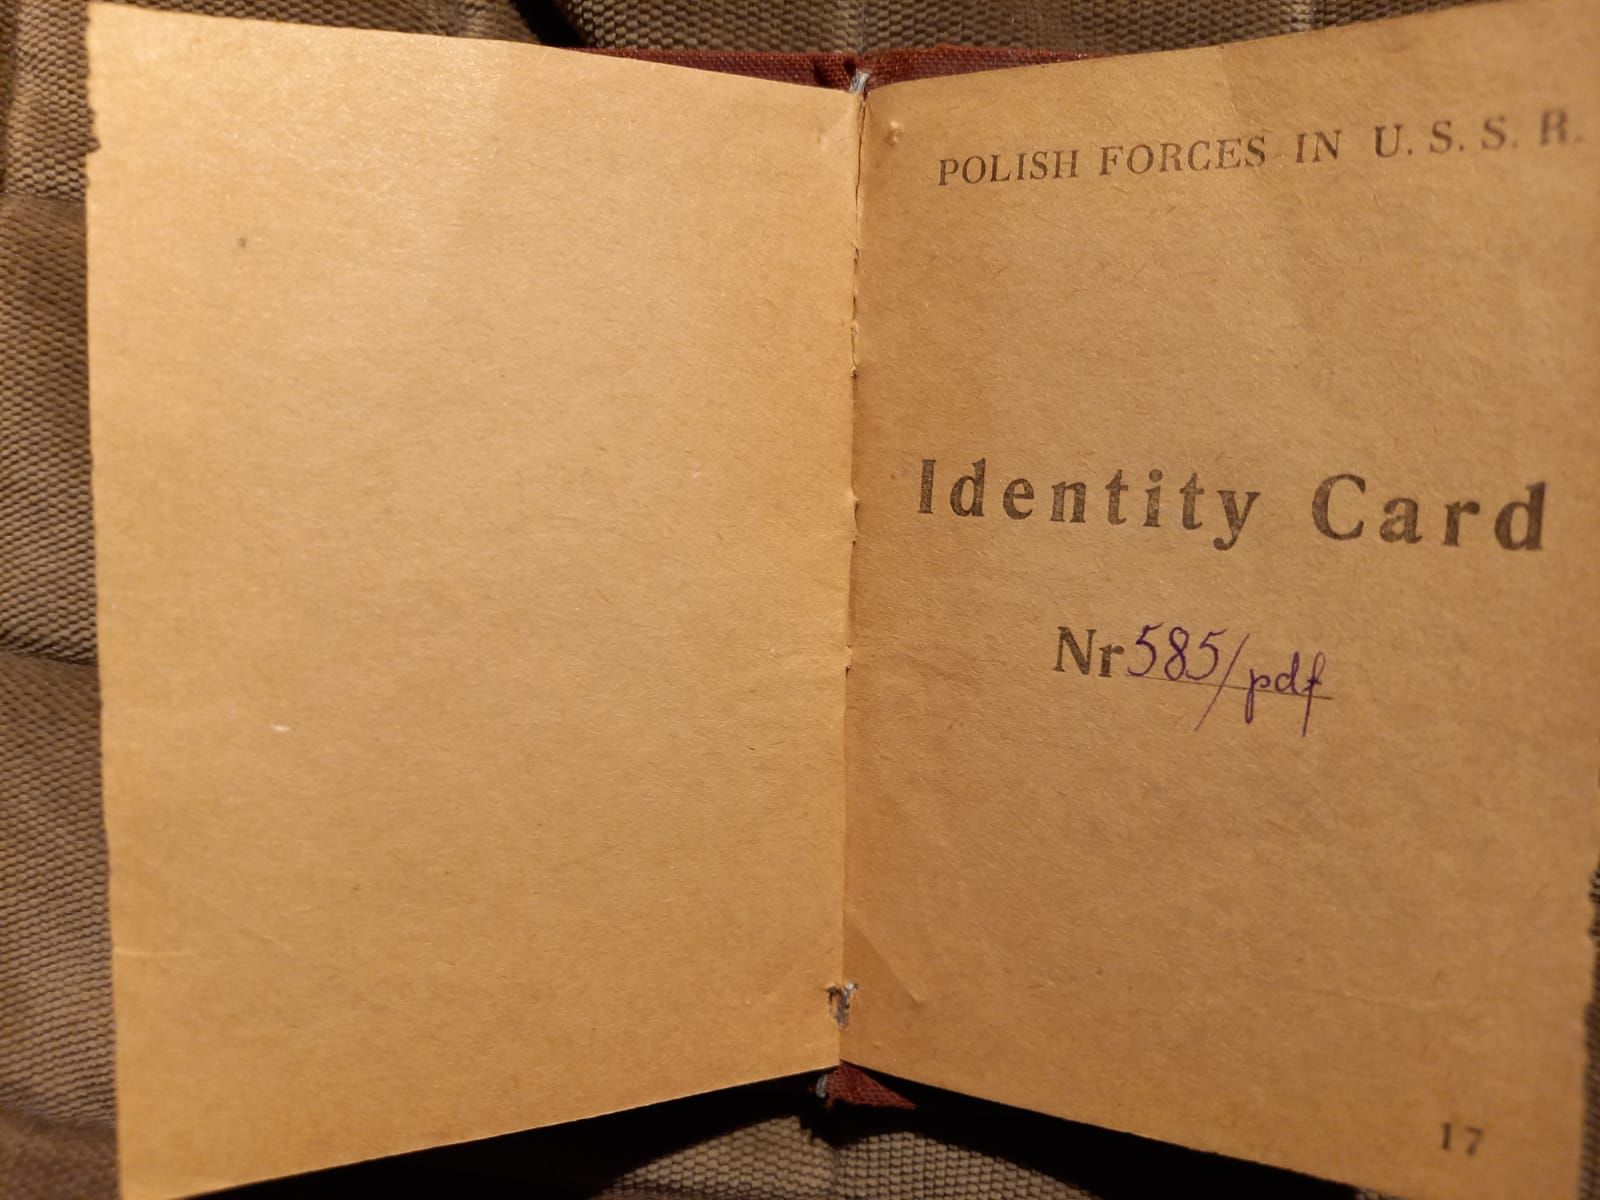 POLISH FORCES IN U. S. S. R.
Identity Card
Nr 585/pdf
17